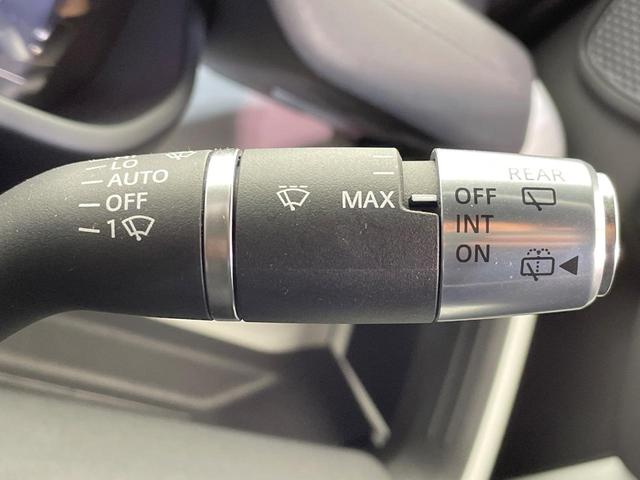 LO
AUTO
OFF
1
MAX
REAR
OFF
INT
ON